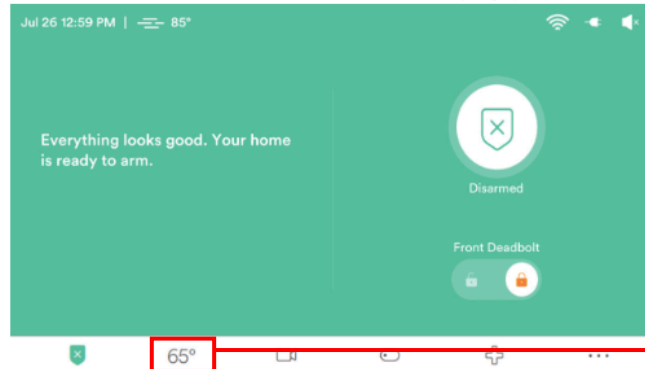 Jul 26 12:59 PM | 85°
Everything looks good. Your home
is ready to arm.
Disarmed
Front Deadbolt
65°